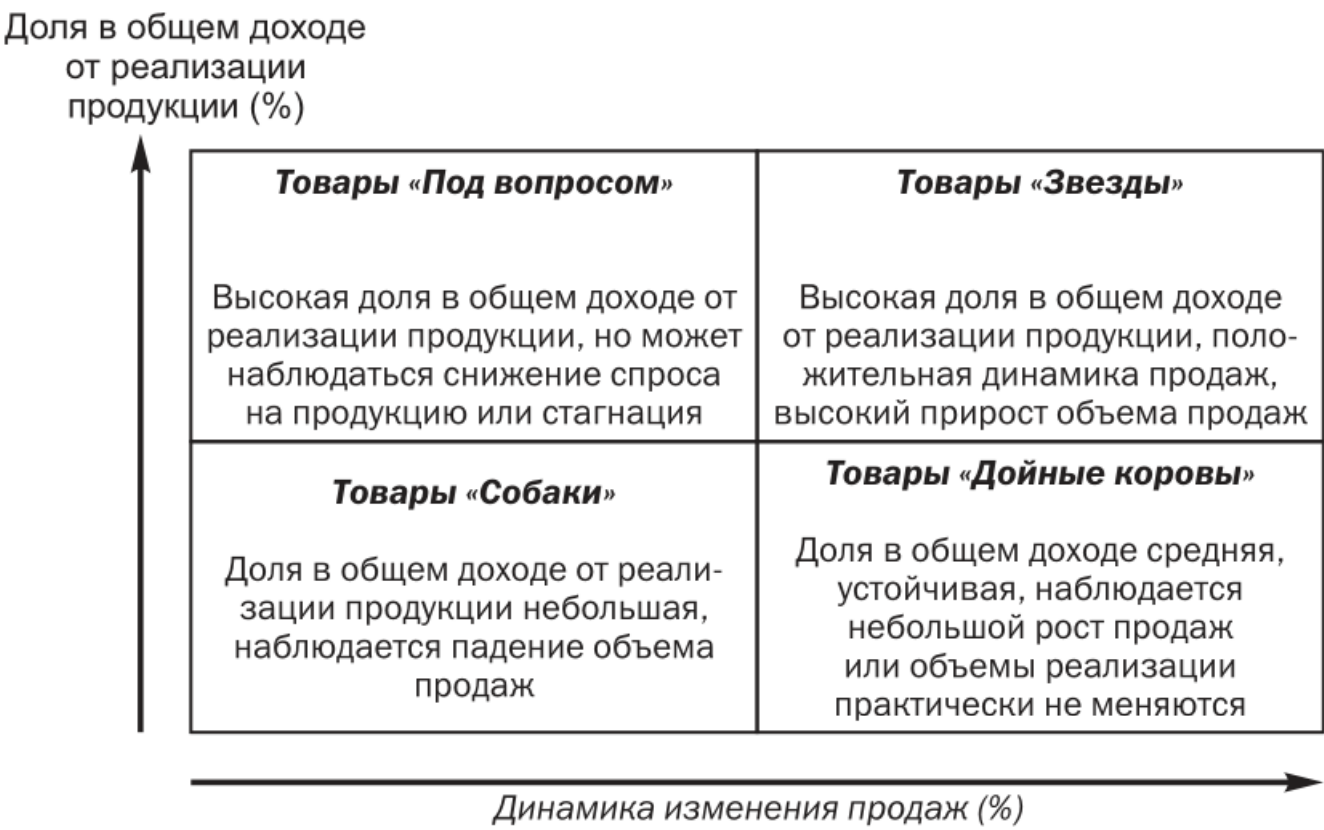 Доля в общем доходе
от реализации
продукции (%)
Товары «Под вопросом»
Высокая доля в общем доходе от
реализации продукции, но может
наблюдаться снижение спроса
на продукцию или стагнация
Товары «Звезды»
Высокая доля в общем доходе
от реализации продукции, поло-
жительная динамика продаж,
высокий прирост объема продаж
Товары «Собаки»
Доля в общем доходе от реали-
зации продукции небольшая,
наблюдается падение объема
продаж
Товары «Дойные коровы»
Доля в общем доходе средняя,
устойчивая, наблюдается
небольшой рост продаж
или объемы реализации
практически не меняются
Динамика изменения продаж (%)